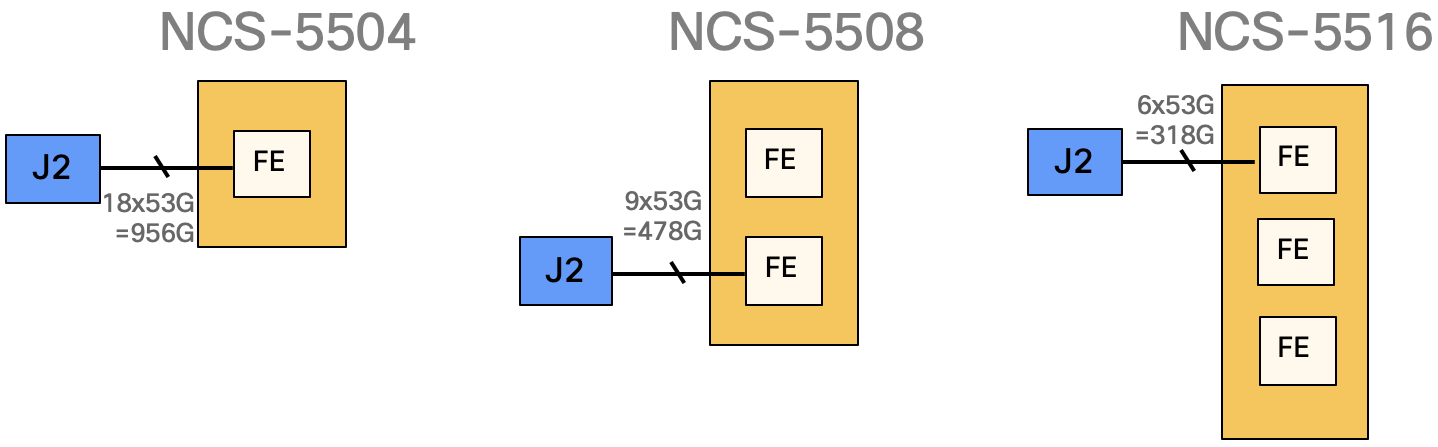 NCS-5504
NCS-5508
NCS-5516
J2
18x53G
=956G
FE
J2
9x53G
=478G
FE
FE
J2
6x53G
=318G
FE
FE
FE